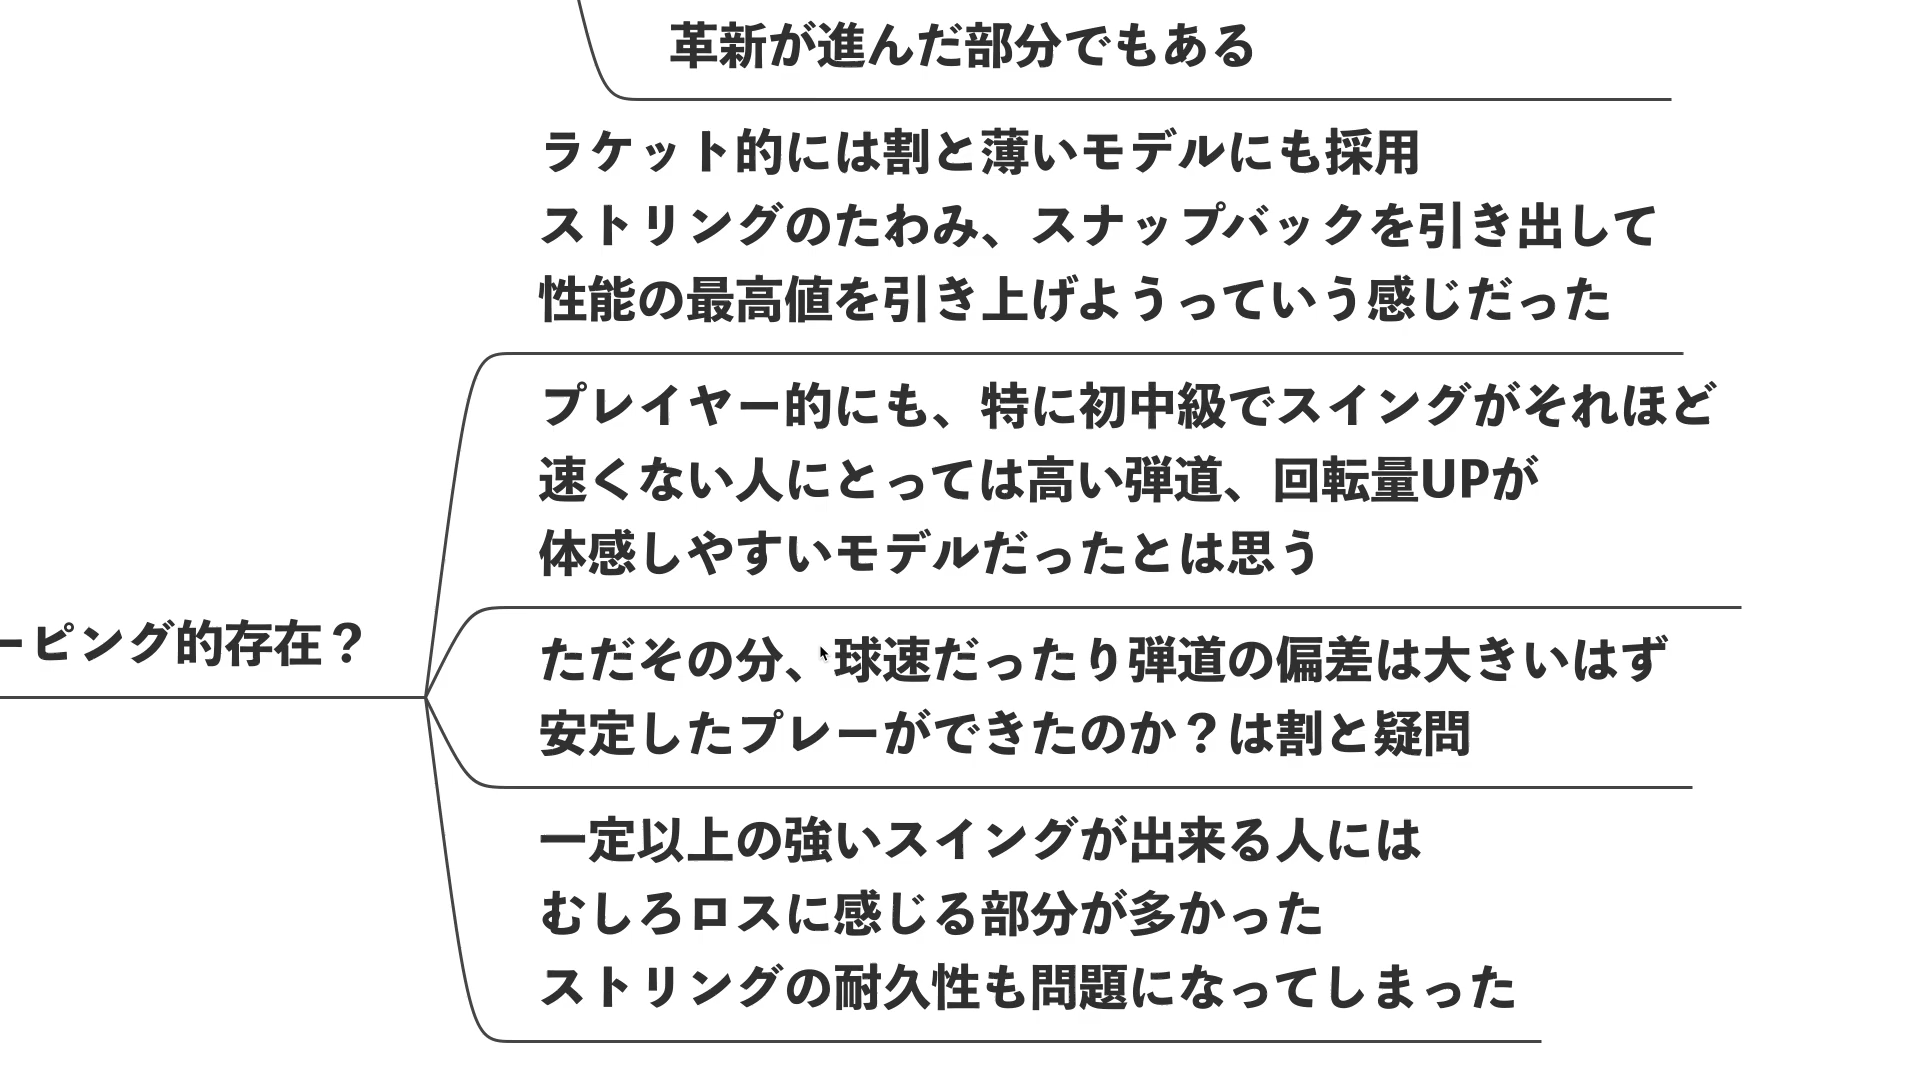 革新が進んだ部分でもある
ラケット的には割と薄いモデルにも採用
ストリングのたわみ、スナップバックを引き出して
性能の最高値を引き上げようっていう感じだった
プレイヤー的にも、特に初中級でスイングがそれほど
速くない人にとっては高い弾道、回転量UPが
体感しやすいモデルだったとは思う
ーピング的存在？
ただその分、球速だったり弾道の偏差は大きいはず
安定したプレーができたのか？は割と疑問
一定以上の強いスイングが出来る人には
むしろロスに感じる部分が多かった
ストリングの耐久性も問題になってしまった